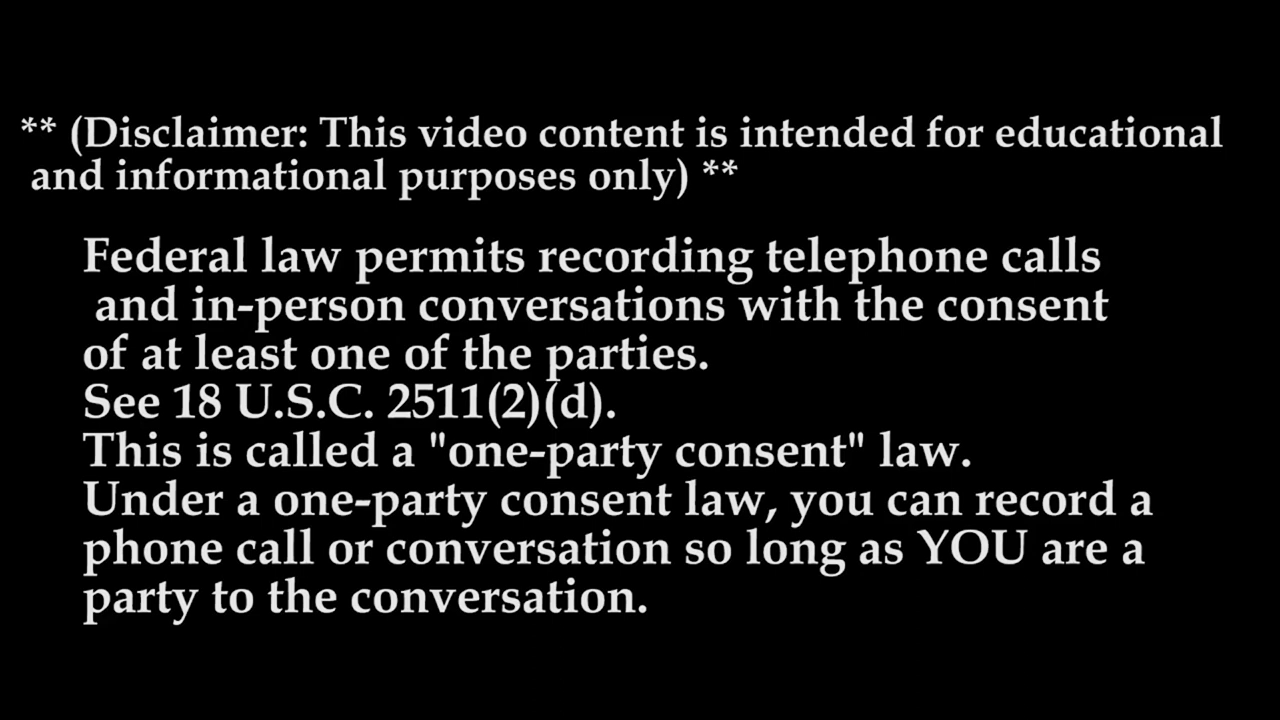 ** (Disclaimer: This video content is intended for educational
and informational purposes only) **
Federal law permits recording telephone calls
and in-person conversations with the consent
of at least one of the parties.
See 18 U.S.C. 2511(2)(d).
This is called a "one-party consent" law.
Under a one-party consent law, you can record a
phone call or conversation so long as YOU are a
party to the conversation.